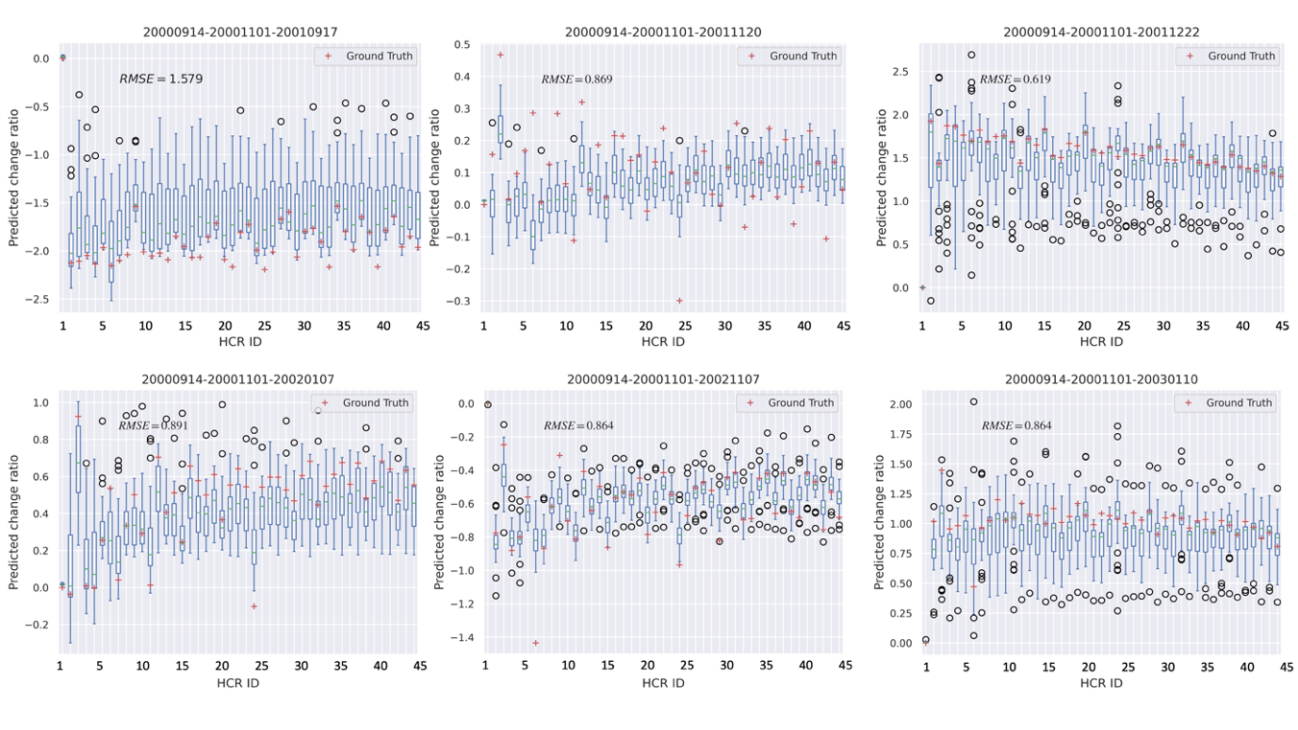 20000914-20001101-20010917
Predicted change ratio
0.0
−0.5
−1.0
−1.5
−2.0
−2.5
RMSE = 1.579
Ground Truth
1 5 10 15 20 25 30 35 40 45
HCR ID
20000914-20001101-20011120
Predicted change ratio
0.5
0.4
0.3
0.2
0.1
0.0
−0.1
−0.2
−0.3
RMSE=0.869
Ground Truth
1 5 10 15 20 25 30 35 40 45
HCR ID
20000914-20001101-20011222
Predicted change ratio
2.5
2.0
1.5
1.0
0.5
0.0
RMSE=0.619
Ground Truth
1 5 10 15 20 25 30 35 40 45
HCR ID
20000914-20001101-20020107
Predicted change ratio
1.0
0.8
0.6
0.4
0.2
0.0
−0.2
RMSE=0.891
Ground Truth
1 5 10 15 20 25 30 35 40 45
HCR ID
20000914-20001101-20021107
Predicted change ratio
0.0
−0.2
−0.4
−0.6
−0.8
−1.0
−1.2
−1.4
RMSE=0.864
Ground Truth
1 5 10 15 20 25 30 35 40 45
HCR ID
20000914-20001101-20030110
Predicted change ratio
2.00
1.75
1.50
1.25
1.00
0.75
0.50
0.25
0.00
RMSE=0.864
Ground Truth
1 5 10 15 20 25 30 35 40 45
HCR ID